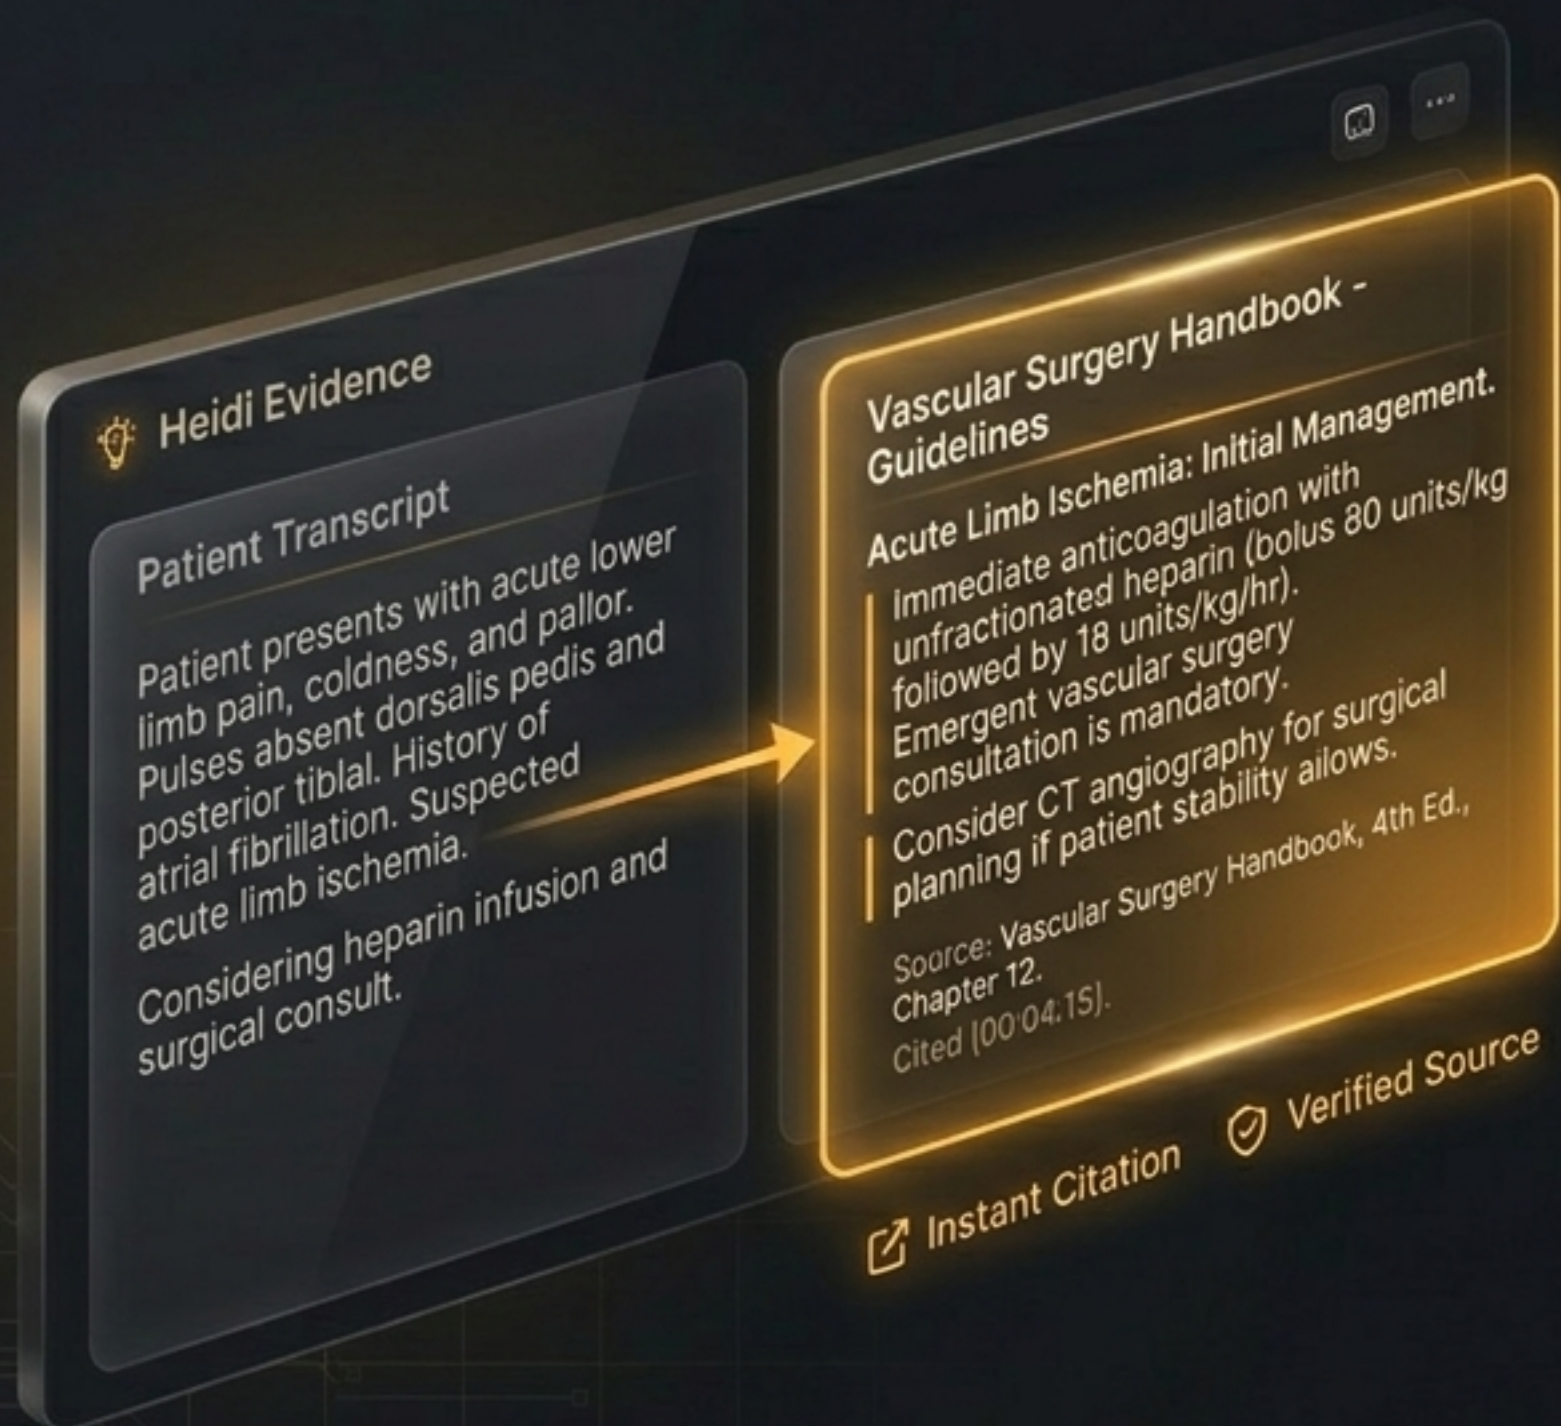 Heidi Evidence
Patient Transcript
Patient presents with acute lower
limb pain, coldness, and pallor.
Pulses absent dorsalis pedis and
posterior tiblal. History of
atrial fibrillation. Suspected
acute limb ischemia.
Considering heparin infusion and
surgical consult.
Vascular Surgery Handbook -
Guidelines
Acute Limb Ischemia: Initial Management.
Immediate anticoagulation with
unfractionated heparin (bolus 80 units/kg
foliowed by 18 units/kg/hr).
Emergent vascular surgery
consultation is mandatory.
Consider CT angiography for surgical
planning if patient stability ailows.
Source: Vascular Surgery Handbook, 4th Ed.,
Chapter 12.
Cited [00:04:15].
Instant Citation
Verified Source